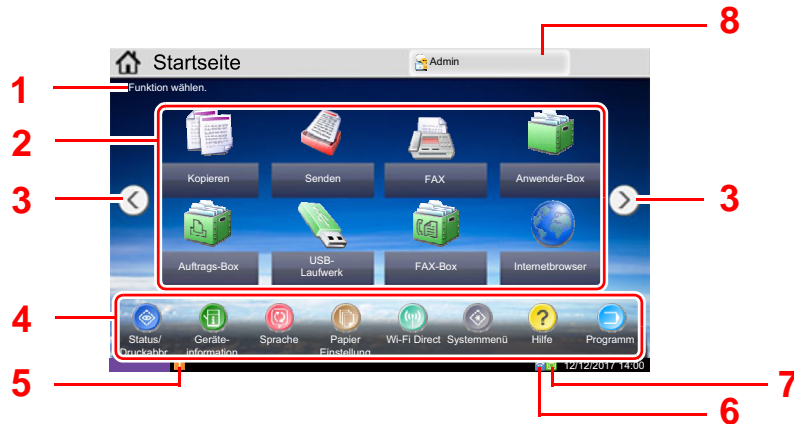 8
Startseite
Admin
1
Funktion wählen.
2
Kopieren
Senden
FAX
Anwender-Box
3
3
Auftrags-Box
USB-
Laufwerk
FAX-Box
Internetbrowser
4
Status/
Druckabbr.
Geräte-
information
Sprache
Papier
Einstellung
Wi-Fi Direct
Systemmenü
?
Hilfe
Programm
5
12/12/2017 14:00
7
6